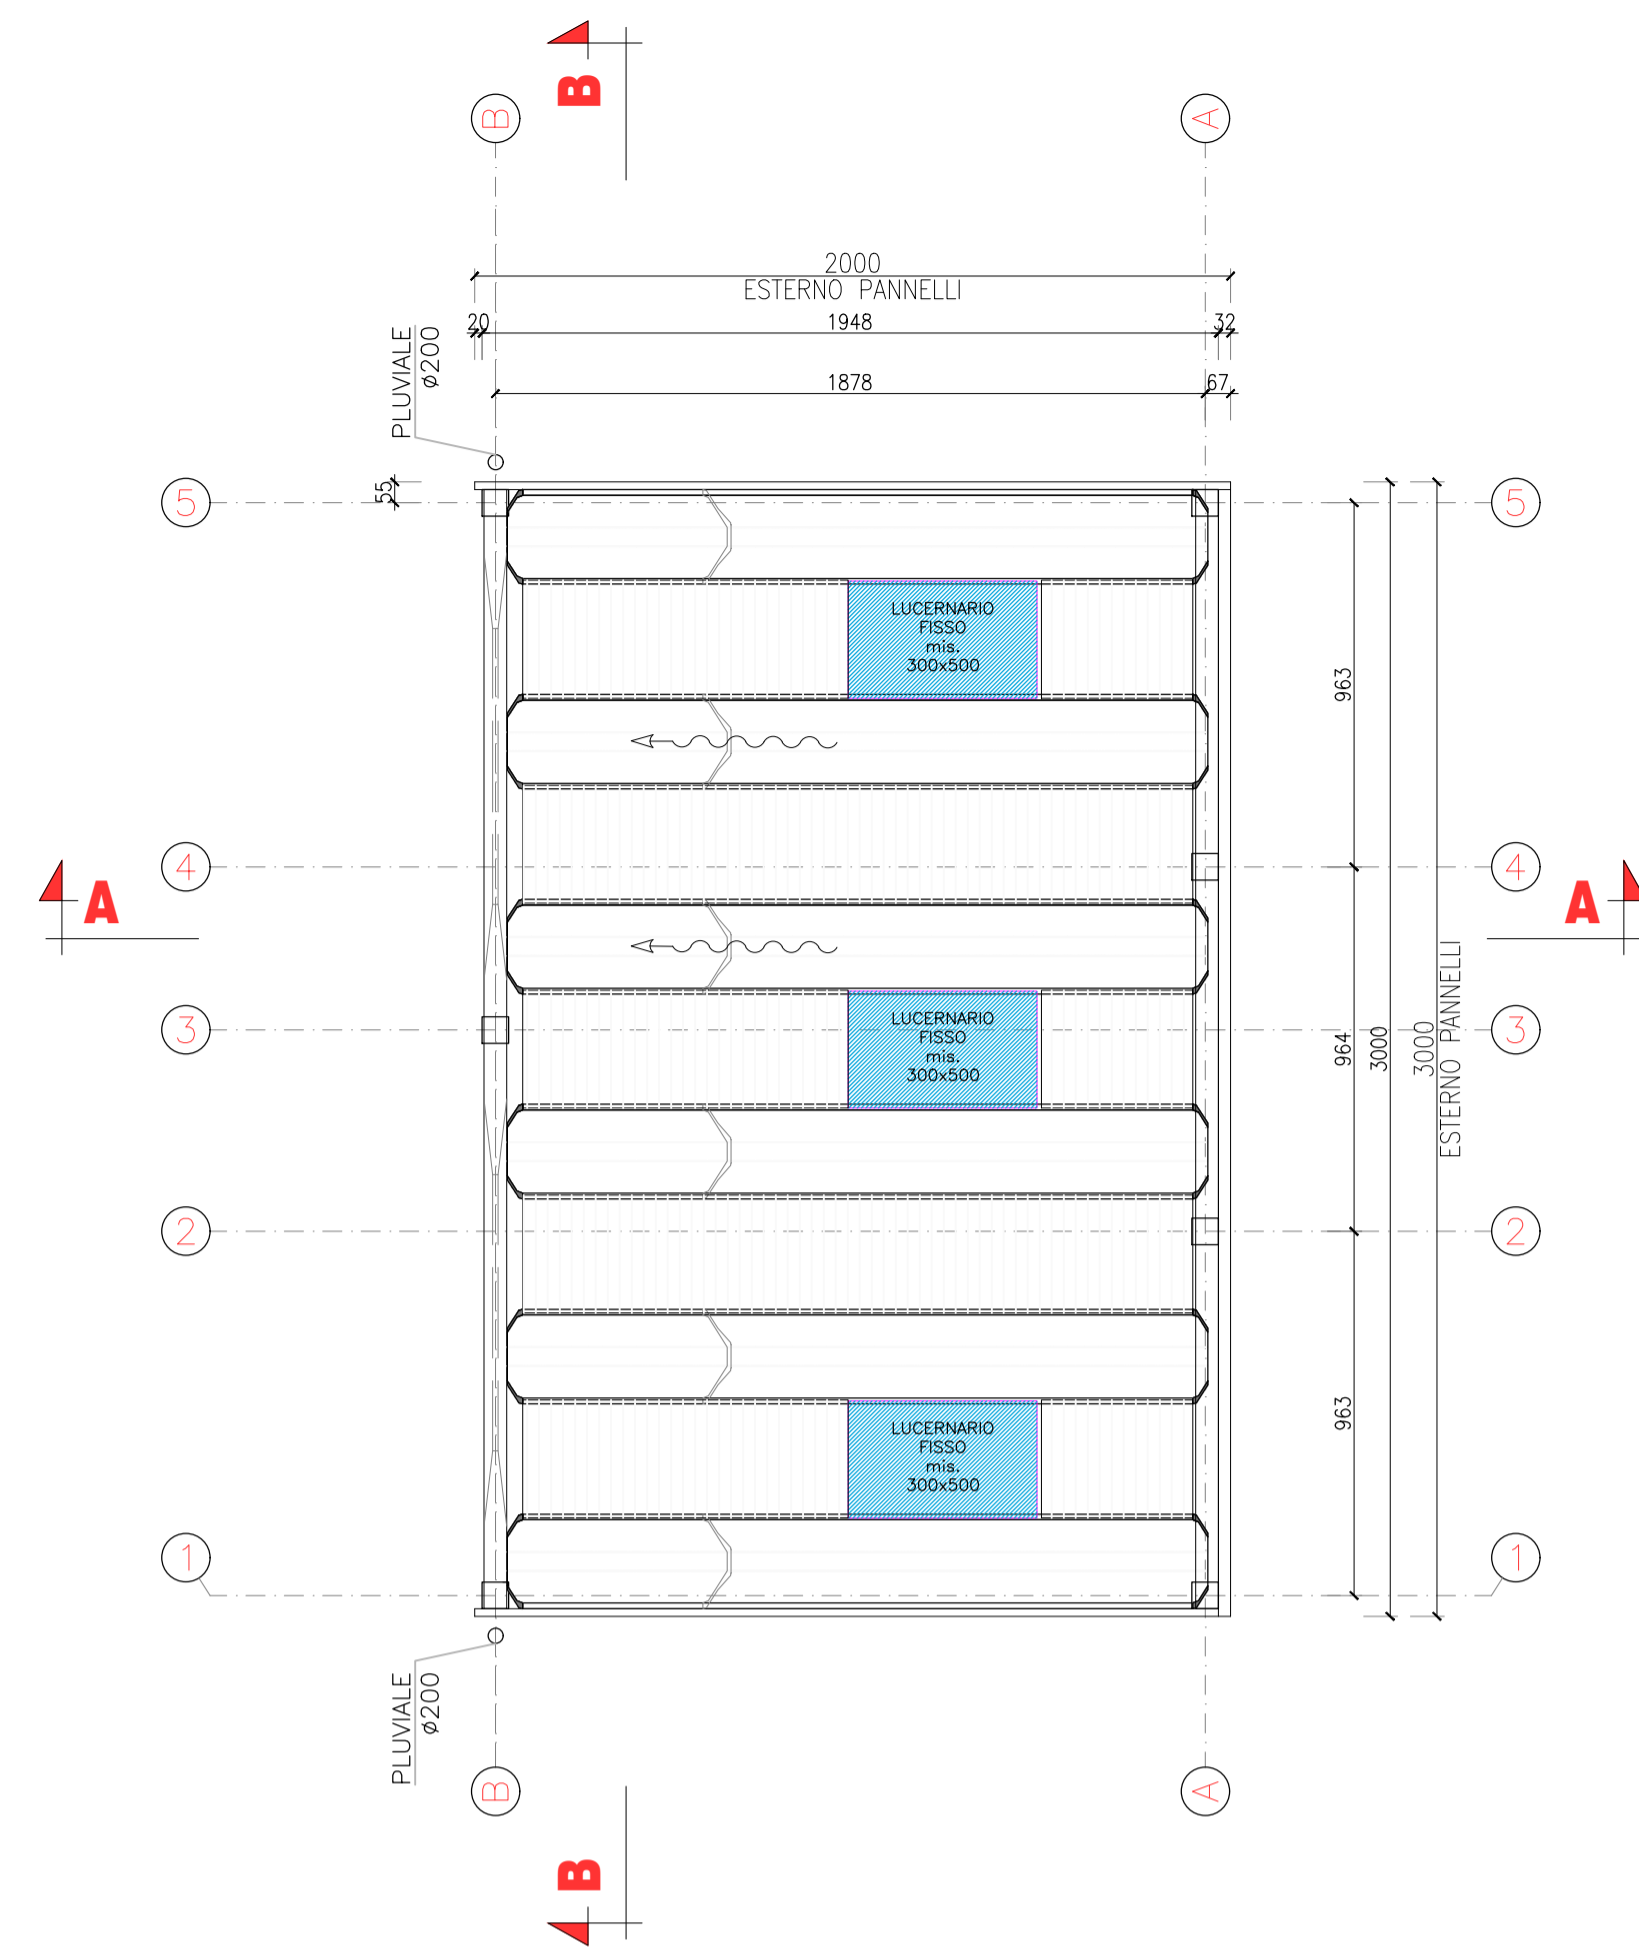 B
B
A
2000
ESTERNO PANNELLI
20
1948
32
1878
67
PLUVIALE
ø200
55
5
5
LUCERNARIO
FISSO
mis.
300x500
963
4
4
A
A
LUCERNARIO
FISSO
mis.
300x500
3
3
964
3000
3000
ESTERNO PANNELLI
2
2
963
LUCERNARIO
FISSO
mis.
300x500
1
1
PLUVIALE
ø200
B
A
B